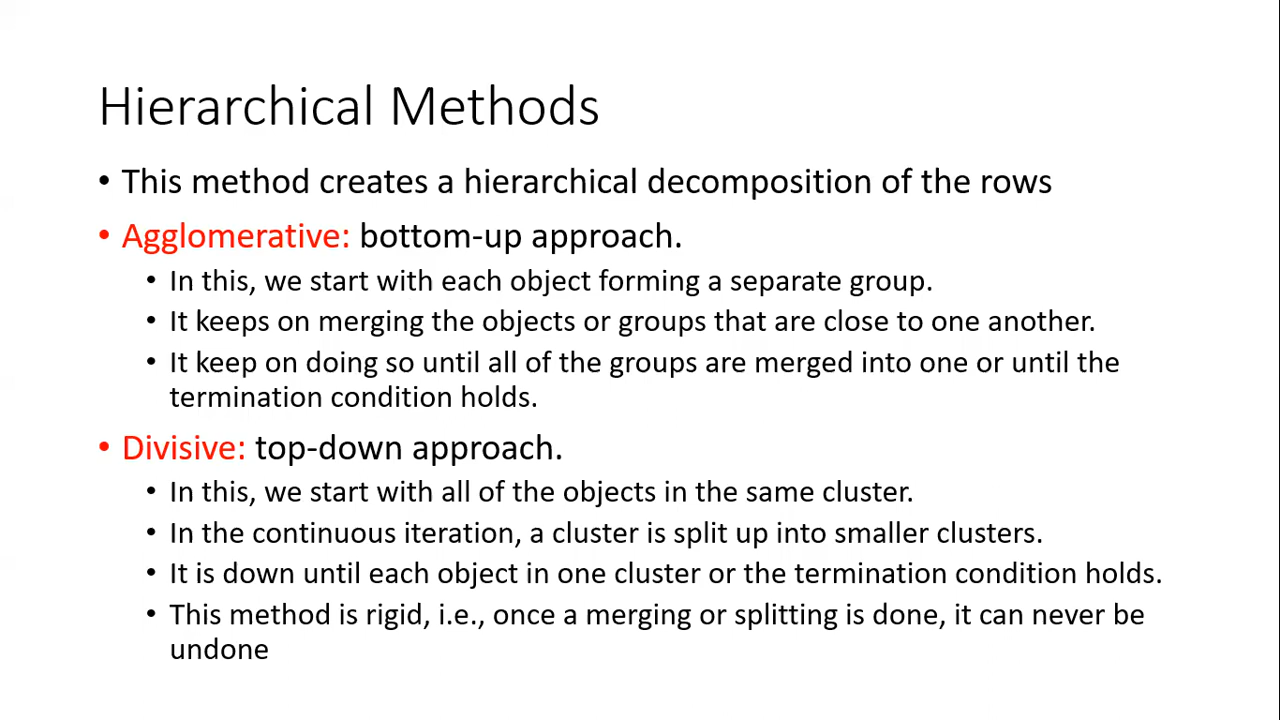 Hierarchical Methods
• This method creates a hierarchical decomposition of the rows
• Agglomerative: bottom-up approach.
• In this, we start with each object forming a separate group.
• It keeps on merging the objects or groups that are close to one another.
• It keep on doing so until all of the groups are merged into one or until the
termination condition holds.
• Divisive: top-down approach.
• In this, we start with all of the objects in the same cluster.
• In the continuous iteration, a cluster is split up into smaller clusters.
• It is down until each object in one cluster or the termination condition holds.
• This method is rigid, i.e., once a merging or splitting is done, it can never be
undone